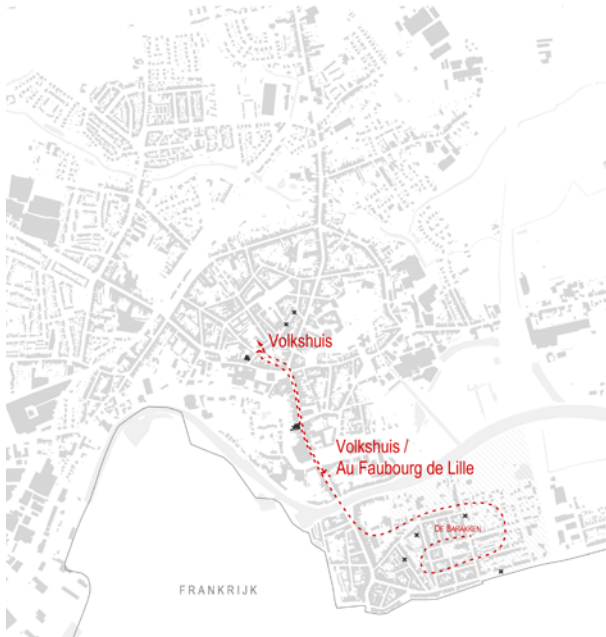 Volkshuis
Volkshuis /
Au Faubourg de Lille
DE BARAKKEN
FRANKRIJK